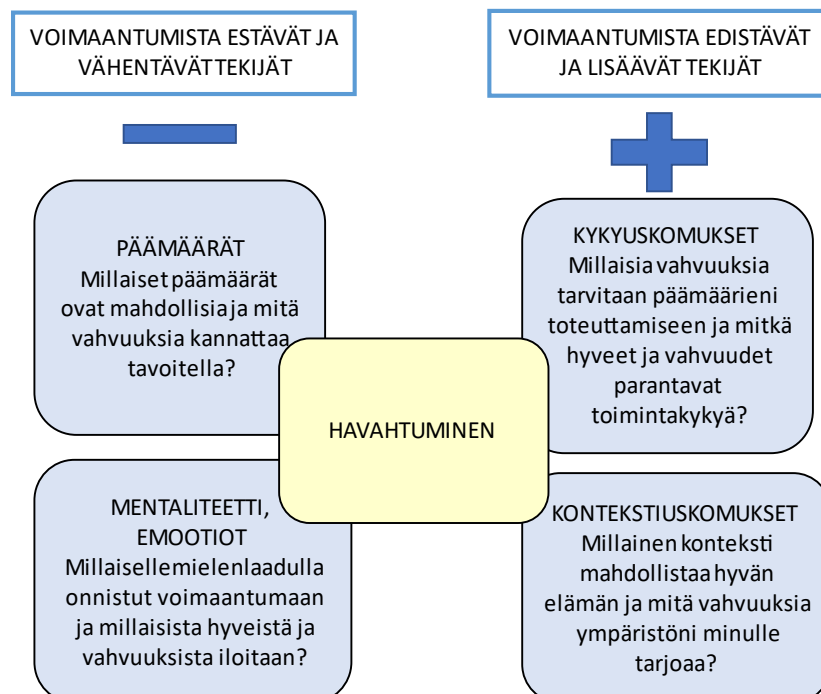 VOIMAANTUMISTA ESTÄVÄT JA
VÄHENTÄVÄT TEKIJÄT
VOIMAANTUMISTA EDISTÄVÄT
JA LISÄÄVÄT TEKIJÄT
PÄÄMÄÄRÄT
Millaiset päämäärät
ovat mahdollisia ja mitä
vahvuuksia kannattaa
tavoitella?
KYKYUSKOMUKSET
Millaisia vahvuuksia
tarvitaan päämäärieni
toteuttamiseen ja mitkä
hyveet ja vahvuudet
parantavat
toimintakykyä?
HAVAHTUMINEN
MENTALITEETTI,
EMOOTIOT
Millaisellemielenlaadulla
onnistut voimaantumaan
ja millaisista hyveistä ja
vahvuuksista iloitaan?
KONTEKSTIUSKOMUKSET
Millainen konteksti
mahdollistaa hyvän
elämän ja mitä vahvuuksia
ympäristöni minulle
tarjoaa?